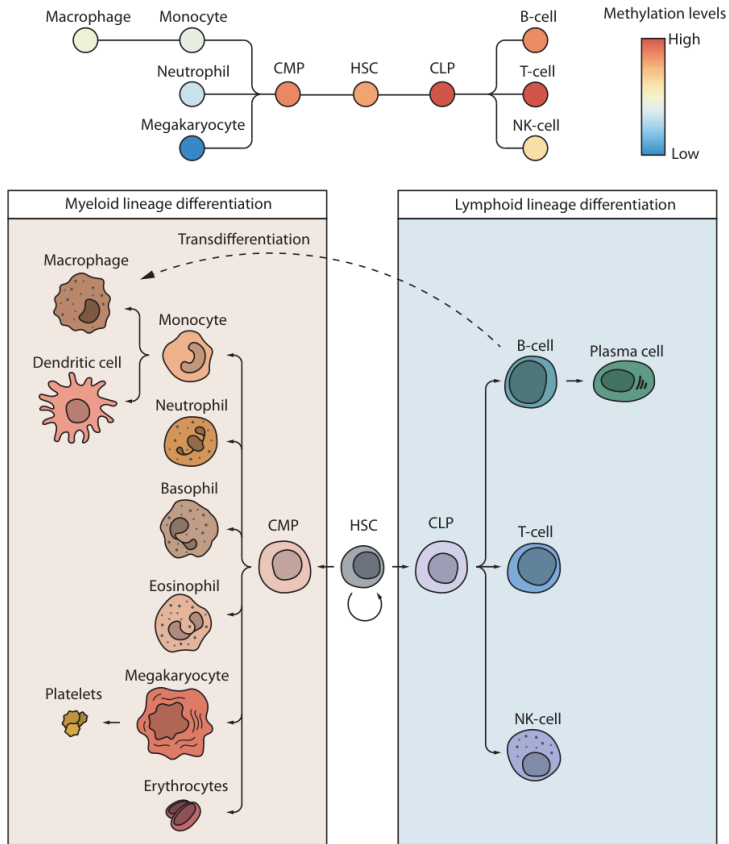 Macrophage
Monocyte
B-cell
Methylation levels
High
Neutrophil
CMP
HSC
CLP
T-cell
Megakaryocyte
NK-cell
Low
Myeloid lineage differentiation
Lymphoid lineage differentiation
Transdifferentiation
Macrophage
Monocyte
B-cell
Plasma cell
Dendritic cell
Neutrophil
Basophil
CMP
HSC
CLP
T-cell
Eosinophil
Megakaryocyte
Platelets
NK-cell
Erythrocytes